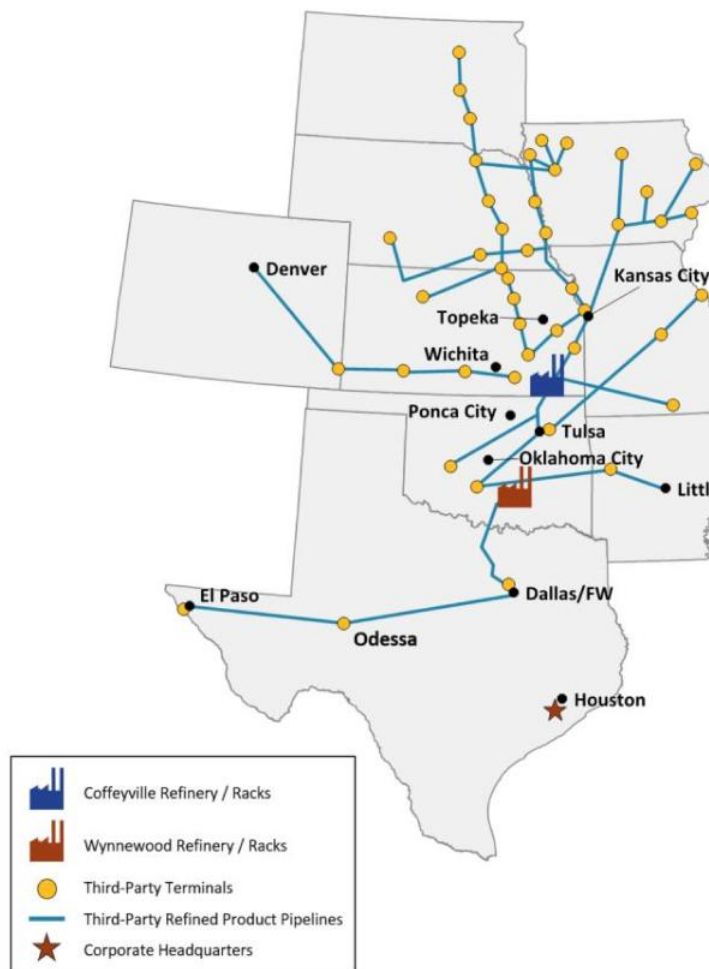 Denver
Kansas City
Topeka
Wichita
Ponca City
Tulsa
Oklahoma City
Little
El Paso
Dallas/FW
Odessa
Houston
Coffeyville Refinery / Racks
Wynnewood Refinery / Racks
Third-Party Terminals
Third-Party Refined Product Pipelines
Corporate Headquarters